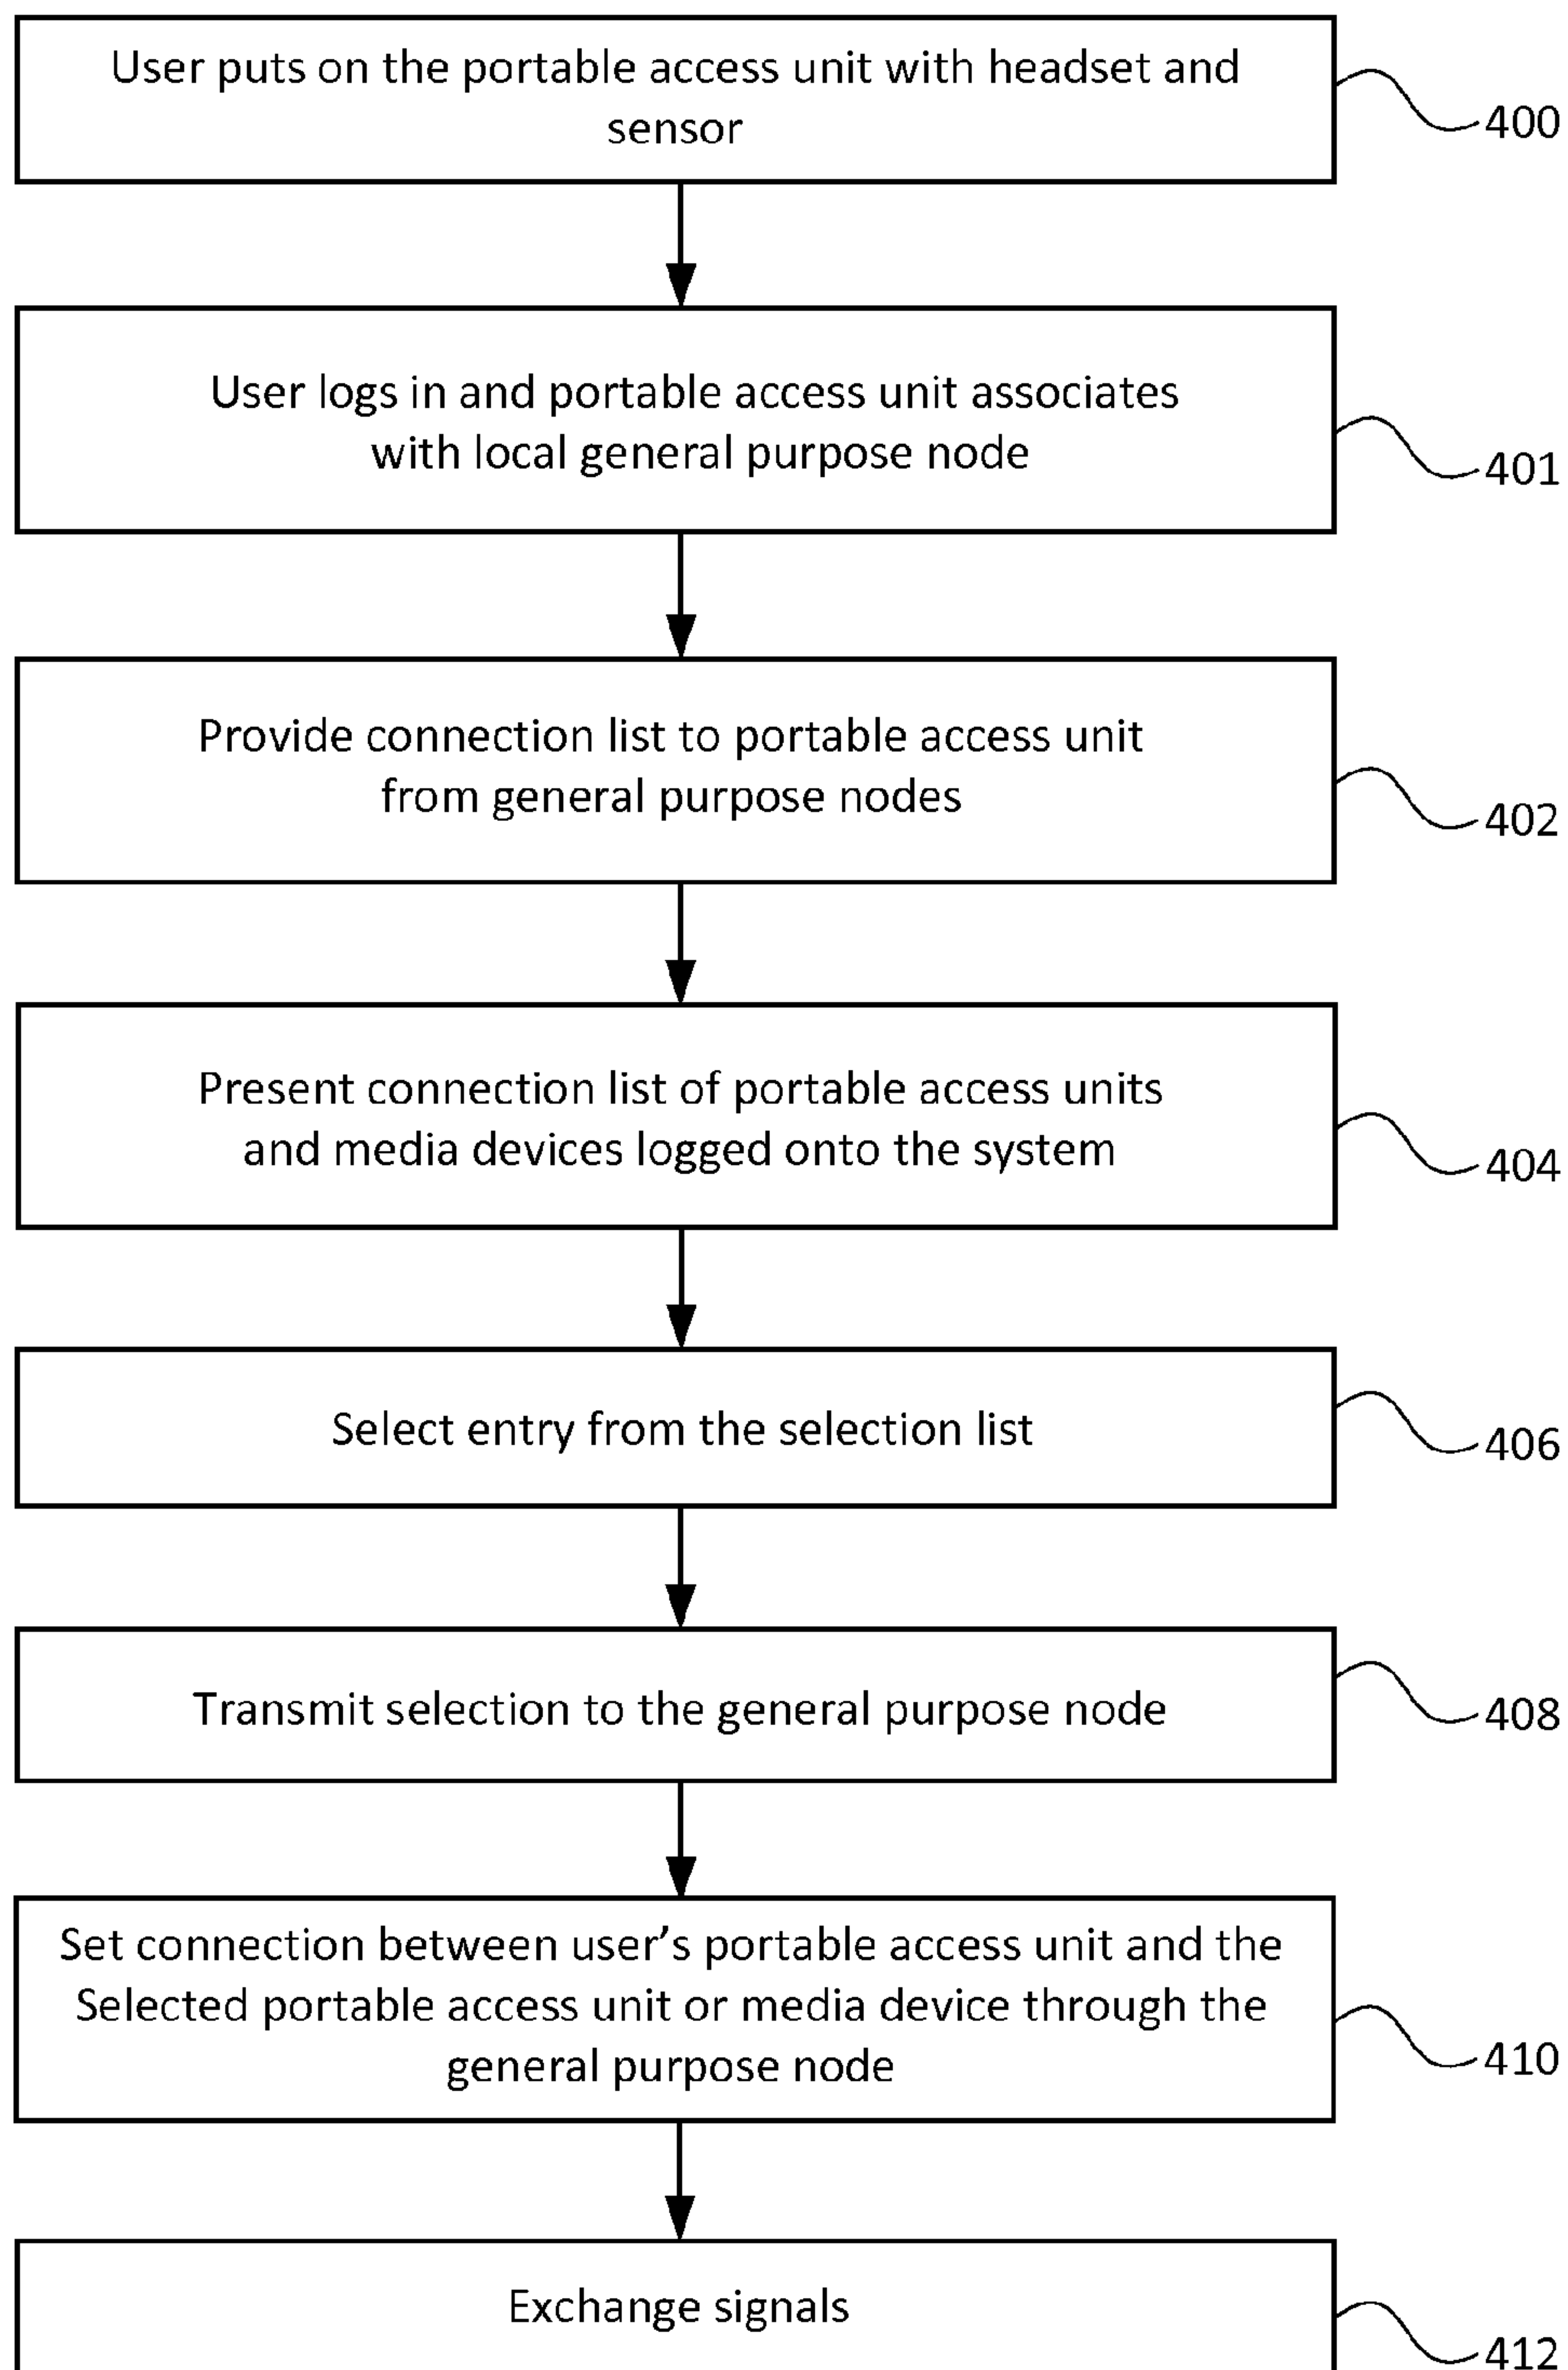 User puts on the portable access unit with headset and
sensor
400
User logs in and portable access unit associates
with local general purpose node
401
Provide connection list to portable access unit
from general purpose nodes
402
Present connection list of portable access units
and media devices logged onto the system
404
Select entry from the selection list
406
Transmit selection to the general purpose node
408
Set connection between user’s portable access unit and the
Selected portable access unit or media device through the
general purpose node
410
Exchange signals
412